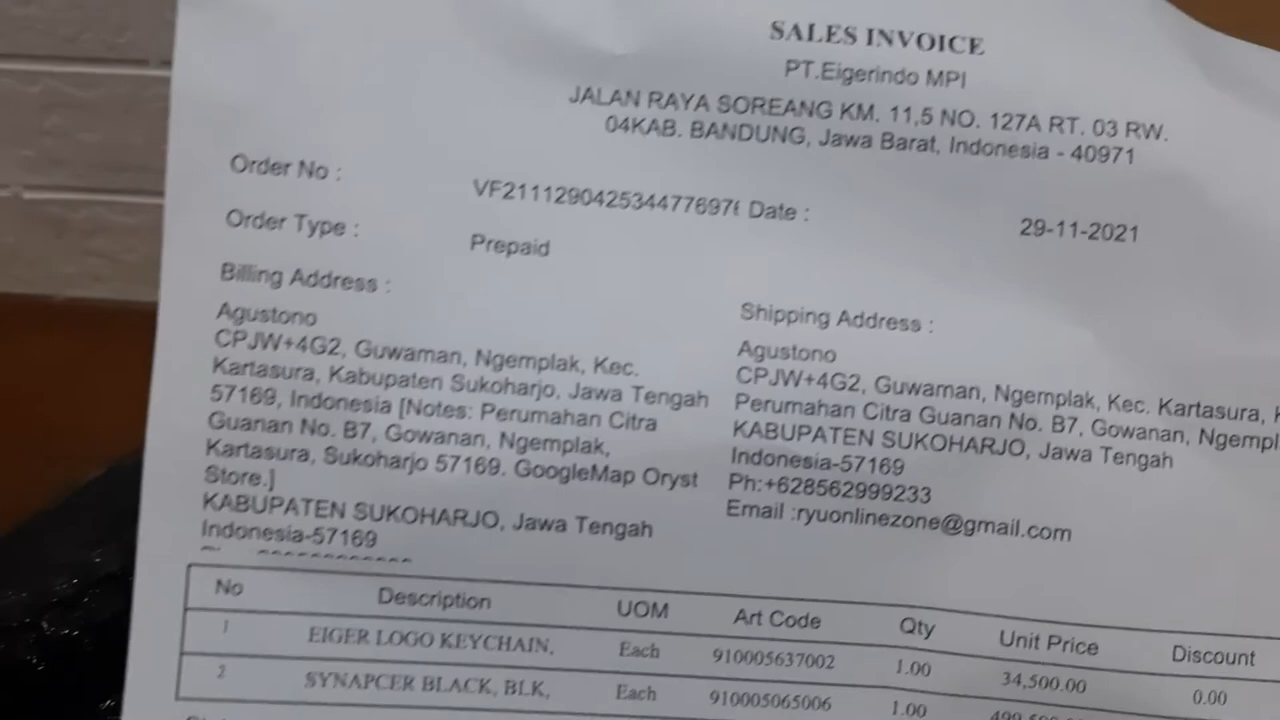 SALES INVOICE
PT.Eigerindo MPI
JALAN RAYA SOREANG KM. 11,5 NO. 127A RT. 03 RW.
04KAB. BANDUNG, Jawa Barat, Indonesia - 40971
Order No :
Date :
29-11-2021
Order Type :
Prepaid
Billing Address :
Agustono
CPJW+4G2, Guwaman, Ngemplak, Kec.
Kartasura, Kabupaten Sukoharjo, Jawa Tengah
57169, Indonesia [Notes: Perumahan Citra
Guanan No. B7, Gowanan, Ngemplak,
Kartasura, Sukoharjo 57169. GoogleMap Oryst
Store.]
KABUPATEN SUKOHARJO, Jawa Tengah
Indonesia-57169
Shipping Address :
Agustono
CPJW+4G2, Guwaman, Ngemplak, Kec. Kartasura,
Perumahan Citra Guanan No. B7, Gowanan,
KABUPATEN SUKOHARJO, Jawa Tengah
Indonesia-57169
Ph:+628562999233
Email :ryuonlinezone@gmail.com
No Description UOM Art Code Qty Unit Price Discount
1 EIGER LOGO KEYCHAIN, Each 910005637002 1.00 34,500.00 0.00
2 SYNAPCER BLACK, BLK, Each 910005065006 1.00